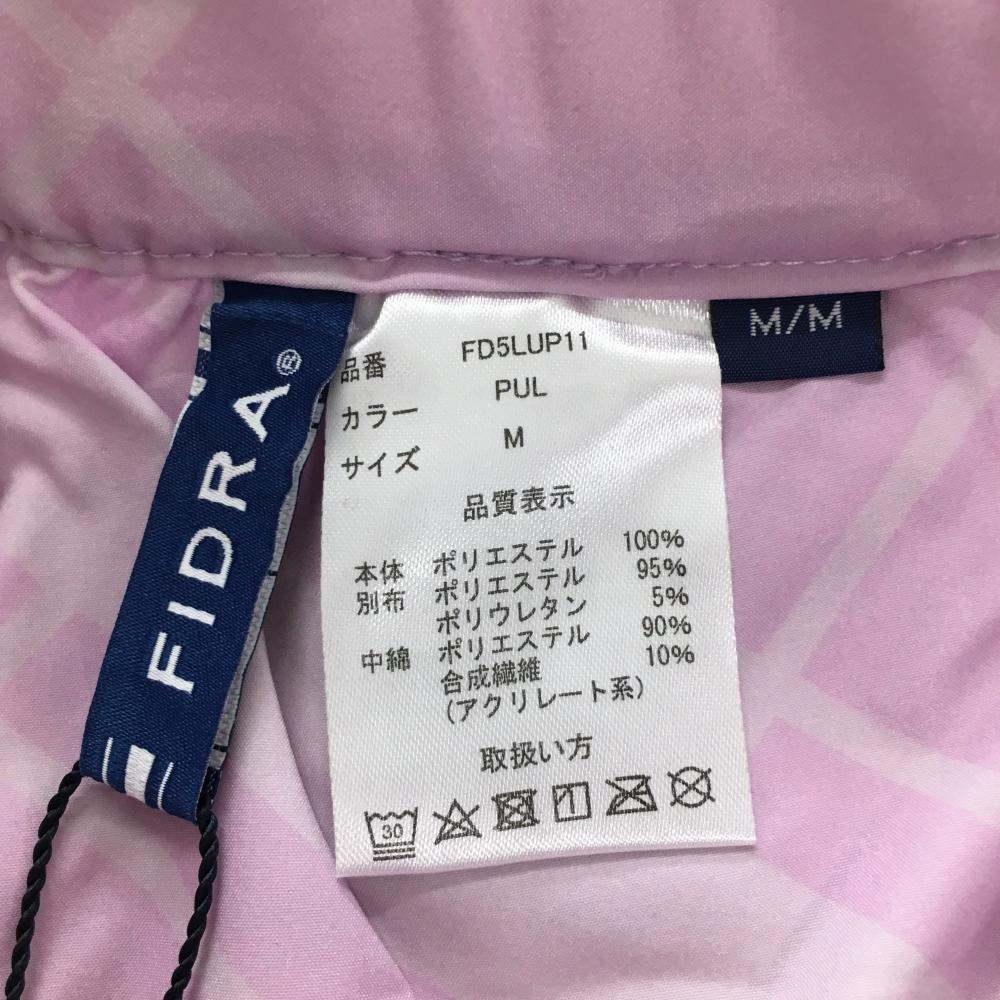 FIDRA®
M/M
品番 FD5LUP11
カラー PUL
サイズ M
品質表示
本体 ポリエステル 100%
別布 ポリエステル 95%
ポリウレタン 5%
中綿 ポリエステル 90%
合成繊維 10%
(アクリレート系)
取扱い方
30